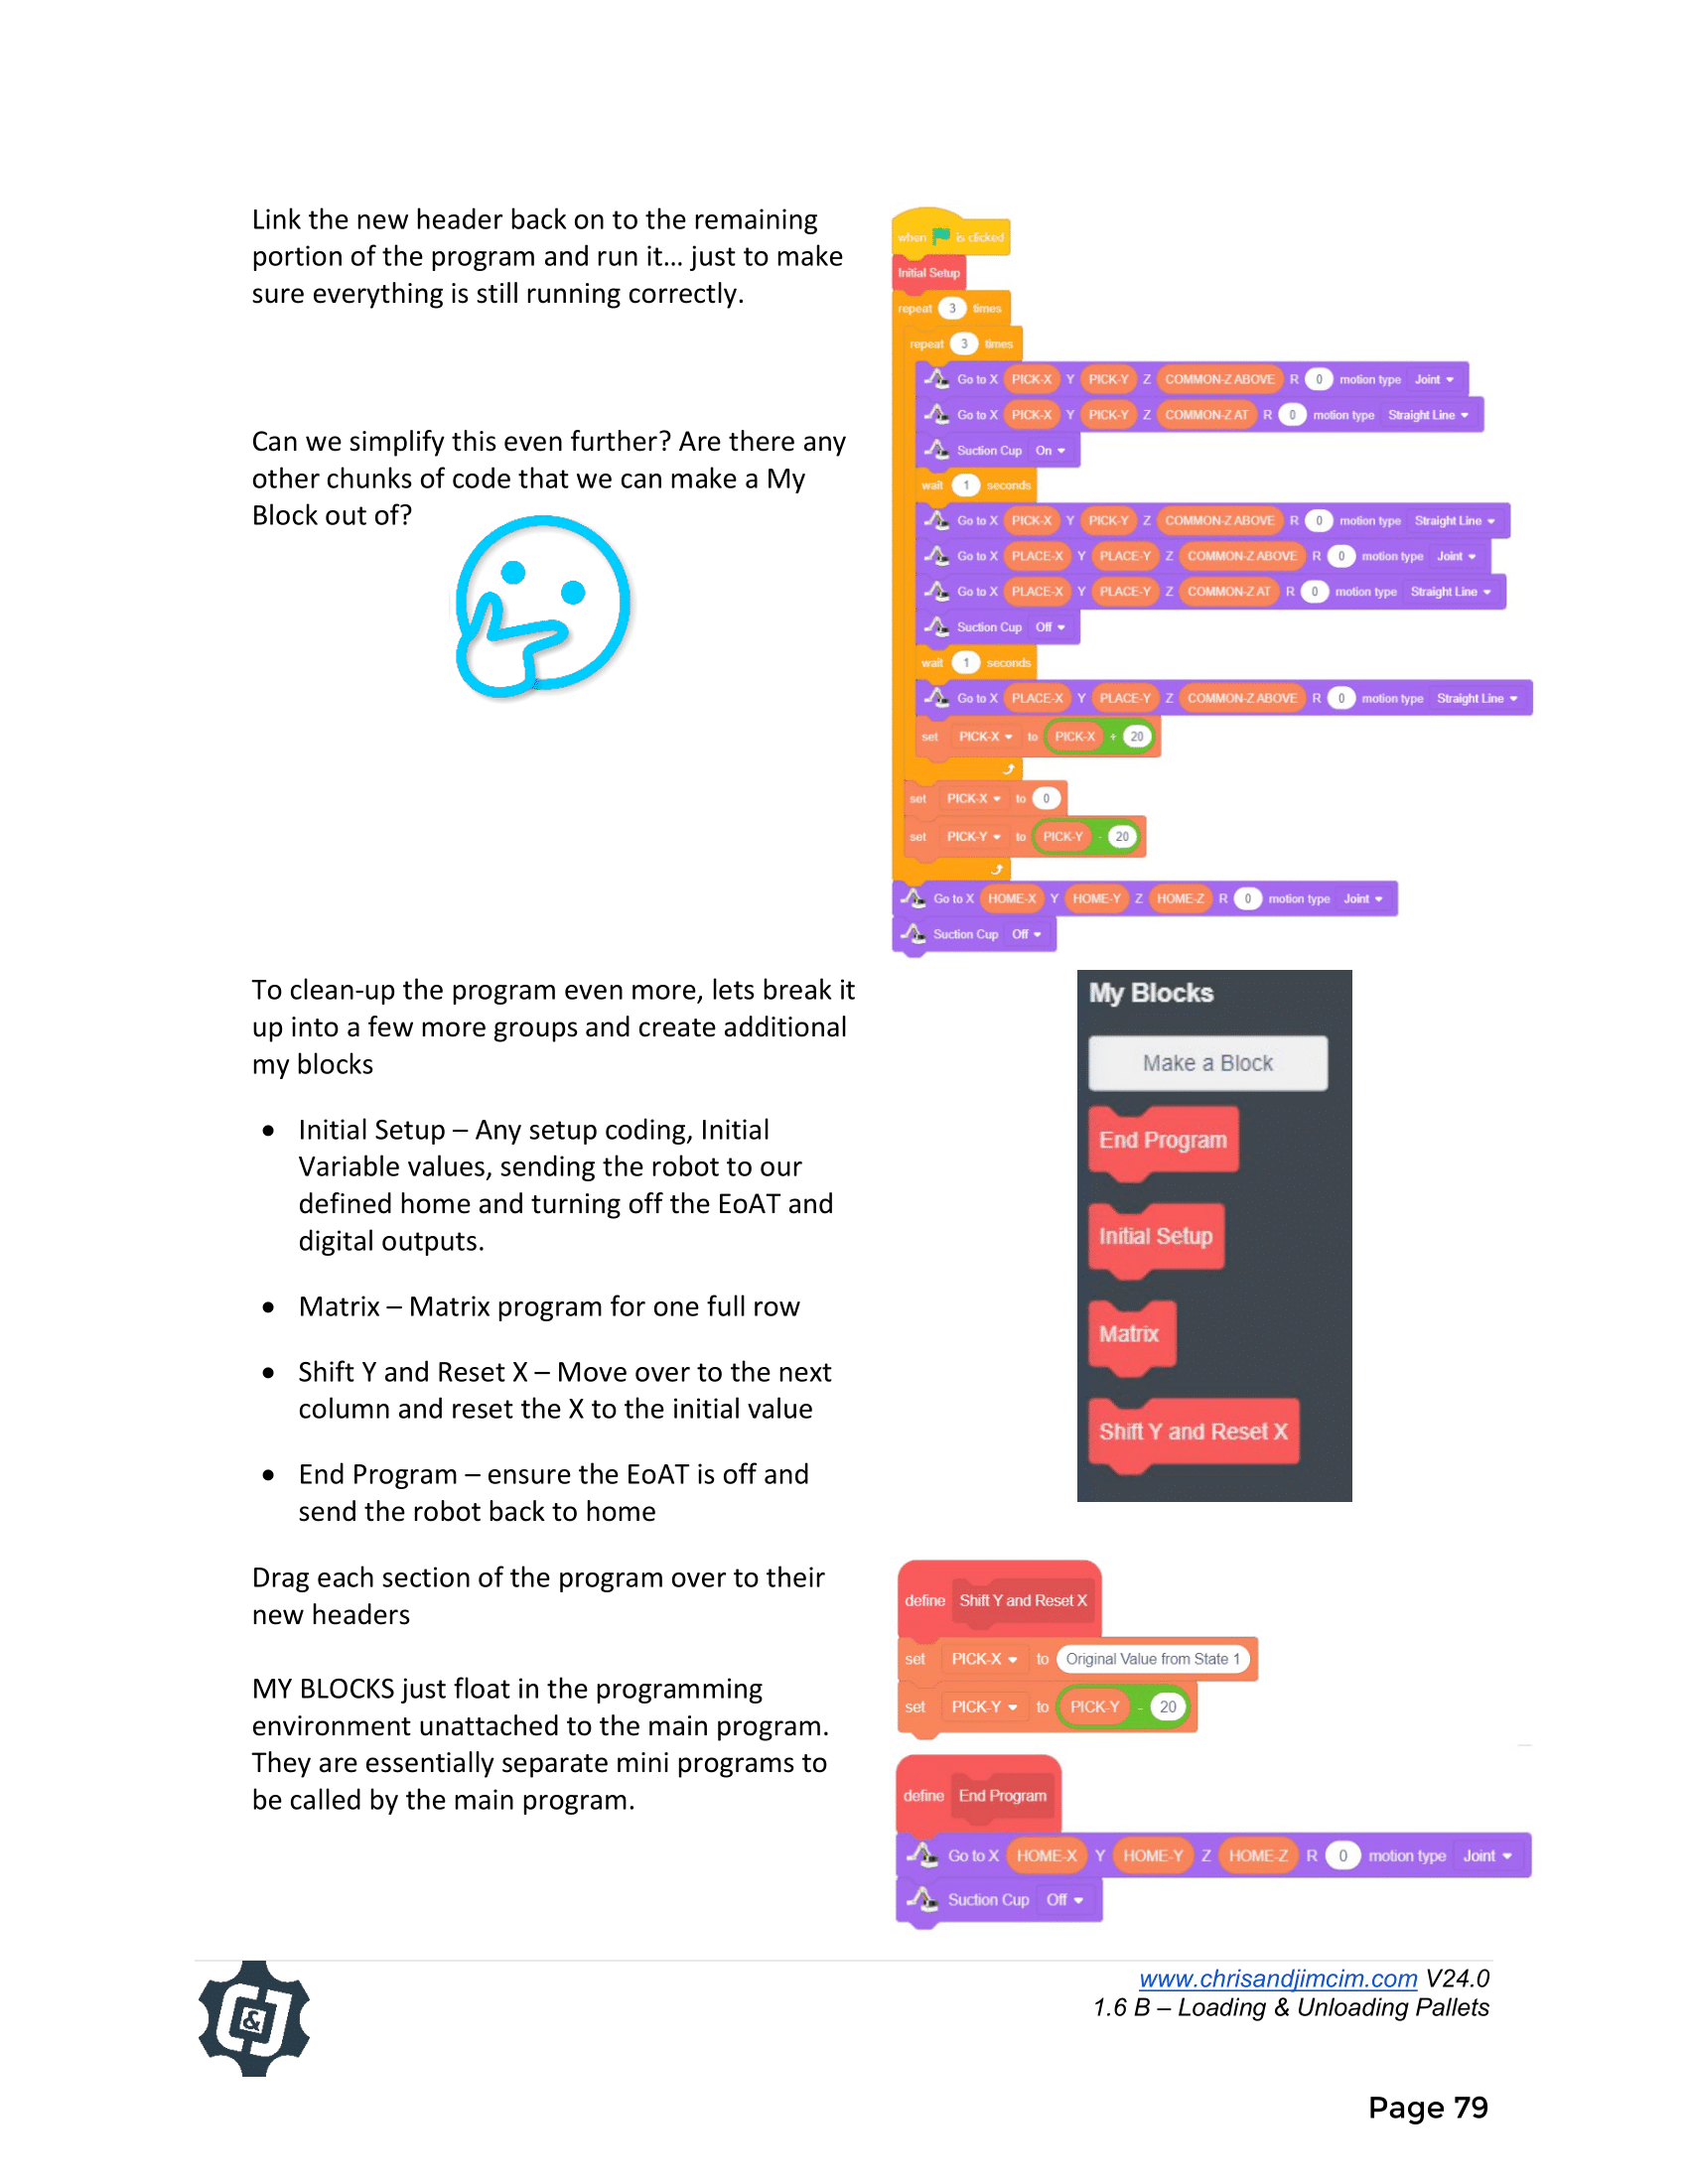 Link the new header back on to the remaining
portion of the program and run it... just to make
sure everything is still running correctly.
Can we simplify this even further? Are there any
other chunks of code that we can make a My
Block out of?
when is clicked
Initial Setup
repeat 3 times
repeat 3 times
Go to X PICK-X Y PICK-Y Z COMMON-Z ABOVE R 0 motion type Joint
Go to X PICK-X Y PICK-Y Z COMMON-Z AT R 0 motion type Straight Line
Suction Cup On
wait 1 seconds
Go to X PICK-X Y PICK-Y Z COMMON-Z ABOVE R 0 motion type Straight Line
Go to X PLACE-X Y PLACE-Y Z COMMON-Z ABOVE R 0 motion type Joint
Go to X PLACE-X Y PLACE-Y Z COMMON-Z AT R 0 motion type Straight Line
Suction Cup Off
wait 1 seconds
Go to X PLACE-X Y PLACE-Y Z COMMON-Z ABOVE R 0 motion type Straight Line
set PICK-X to PICK-X + 20
set PICK-X to 0
set PICK-Y to PICK-Y - 20
Go to X HOME-X Y HOME-Y Z HOME-Z R 0 motion type Joint
Suction Cup Off
To clean-up the program even more, lets break it
up into a few more groups and create additional
my blocks
• Initial Setup – Any setup coding, Initial
Variable values, sending the robot to our
defined home and turning off the EoAT and
digital outputs.
• Matrix – Matrix program for one full row
• Shift Y and Reset X – Move over to the next
column and reset the X to the initial value
• End Program – ensure the EoAT is off and
send the robot back to home
My Blocks
Make a Block
End Program
Initial Setup
Matrix
Shift Y and Reset X
Drag each section of the program over to their
new headers
MY BLOCKS just float in the programming
environment unattached to the main program.
They are essentially separate mini programs to
be called by the main program.
define Shift Y and Reset X
set PICK-X to Original Value from State 1
set PICK-Y to PICK-Y - 20
define End Program
Go to X HOME-X Y HOME-Y Z HOME-Z R 0 motion type Joint
Suction Cup Off
&
www.chrisandjimcim.com V24.0
1.6 B – Loading & Unloading Pallets
Page 79